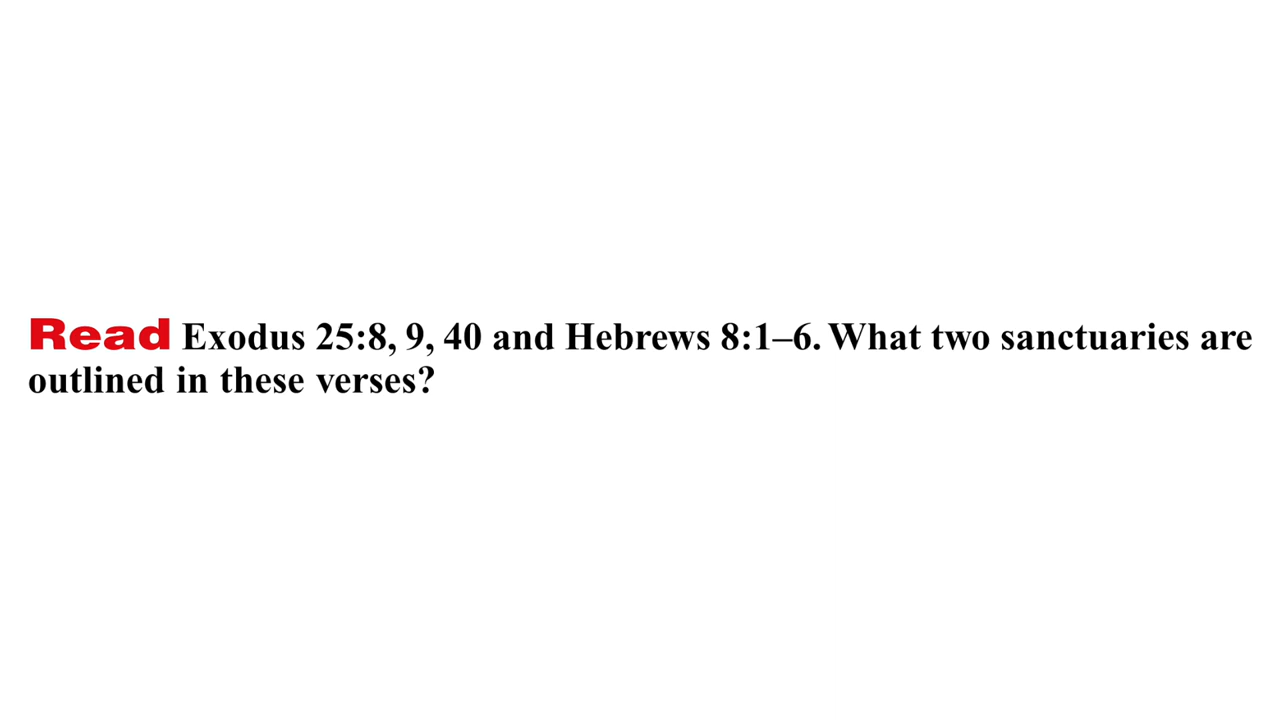 Read Exodus 25:8, 9, 40 and Hebrews 8:1–6. What two sanctuaries are
outlined in these verses?